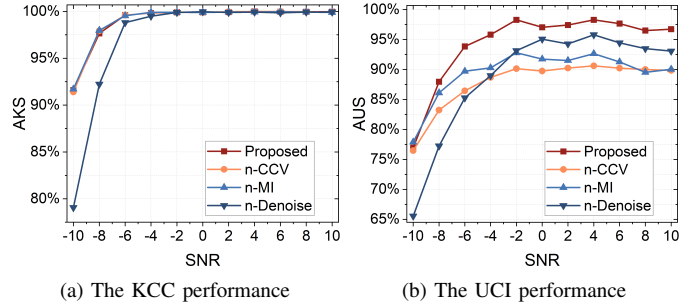 100%
95%
90%
85%
80%
AKS
Proposed
n-CCV
n-MI
n-Denoise
-10 -8 -6 -4 -2 0 2 4 6 8 10
SNR
(a) The KCC performance
100%
95%
90%
85%
80%
75%
70%
65%
AUS
Proposed
n-CCV
n-MI
n-Denoise
-10 -8 -6 -4 -2 0 2 4 6 8 10
SNR
(b) The UCI performance